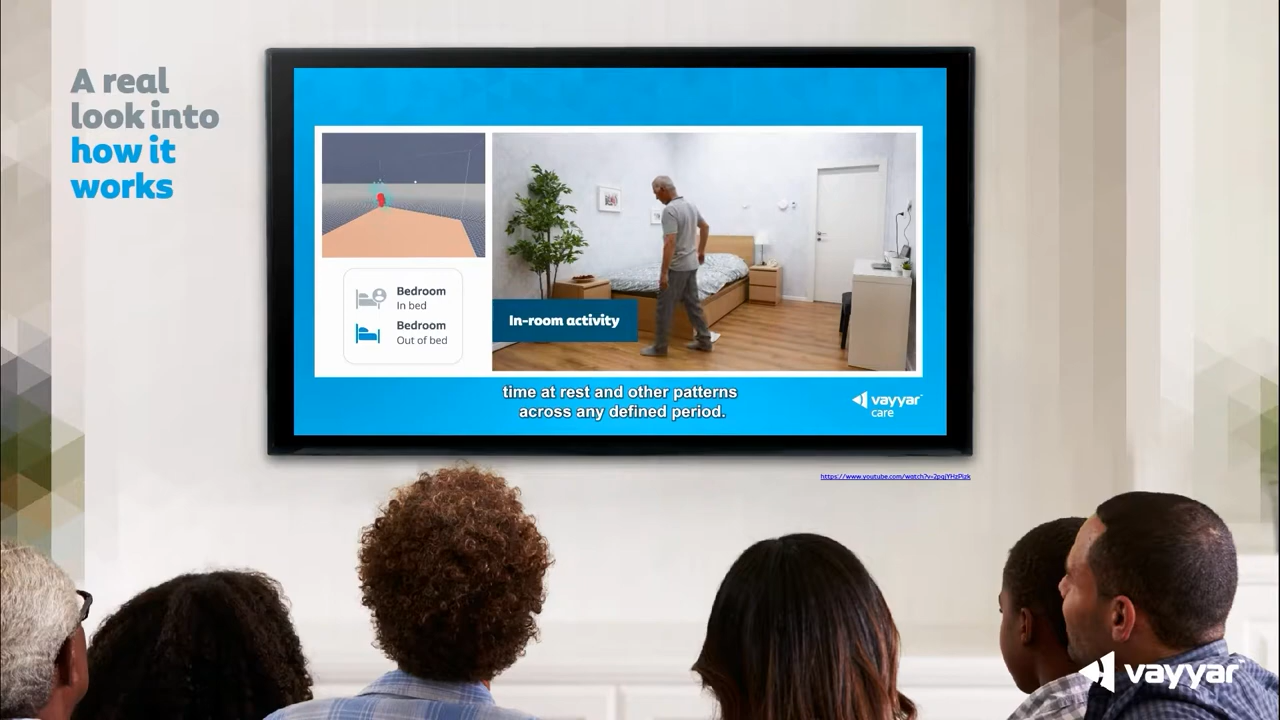 A real
look into
how it
works
Bedroom
In bed
Bedroom
Out of bed
In-room activity
time at rest and other patterns
across any defined period.
vayyar
care
vayyar